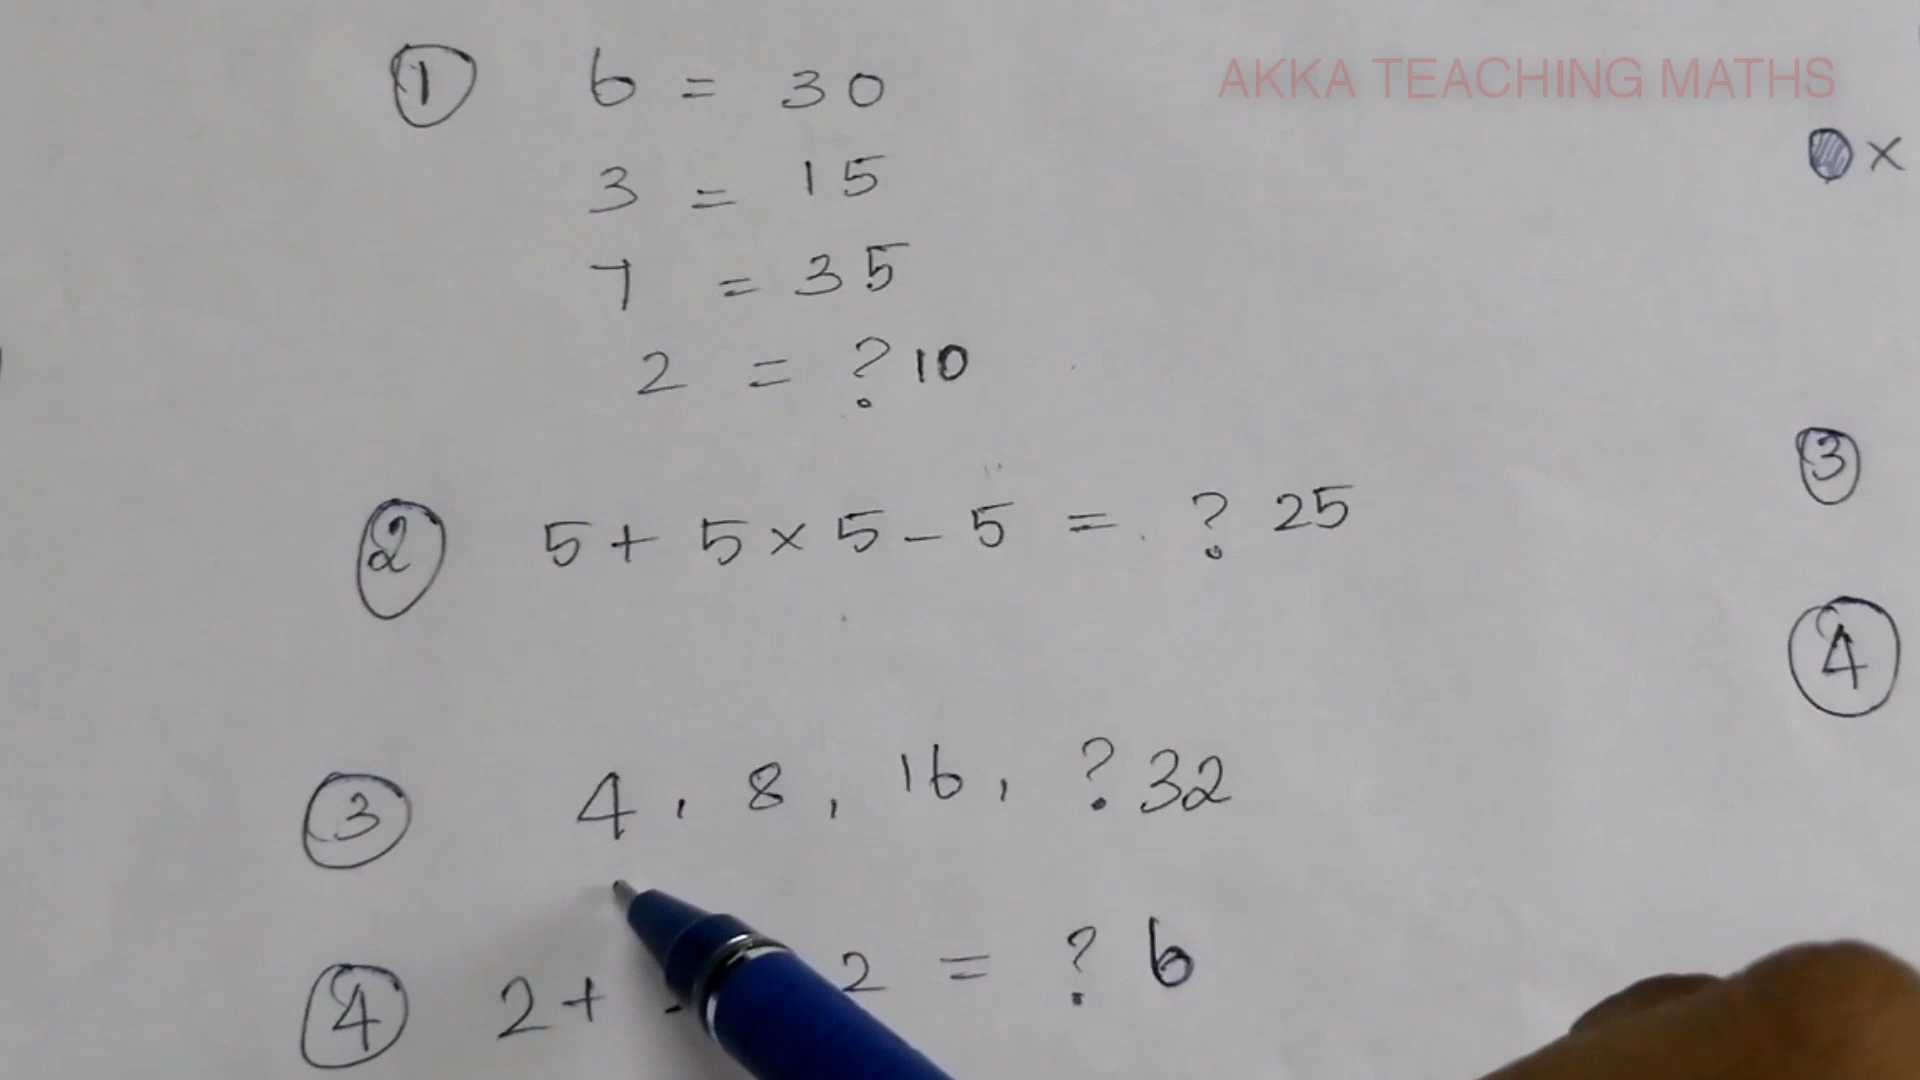 AKKA TEACHING MATHS
① 6 = 30
3 = 15
7 = 35
2 = ? 10
② 5 + 5 × 5 - 5 = ? 25
③ 4 , 8 , 16 , ? 32
④ 2 + 2 = ? 6
×
③
④